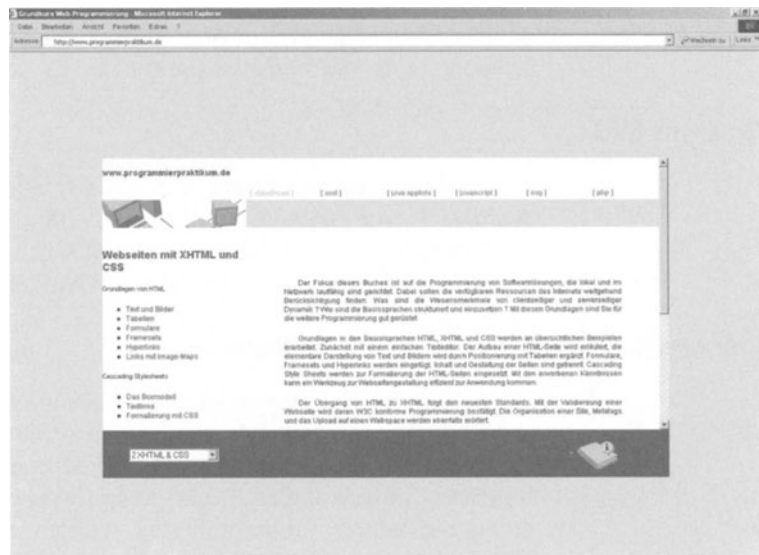 Grundkurs Web Programmierung - Microsoft Internet Explorer
Datei Bearbeiten Ansicht Favoriten Extras ?
Adresse http://www.programmierpraktikum.de Wechseln zu Links
www.programmierpraktikum.de
[ xml ] [ java applets ] [ javascript ] [ asp ] [ php ]
Webseiten mit XHTML und
CSS
Grundlagen von HTML
Text und Bilder
Tabellen
Formulare
Framesets
Hyperlinks
Links mit Image-Maps
Cascading Stylesheets
Das Boxmodell
Textlinks
Formatierung mit CSS
Der Fokus dieses Buches ist auf die Programmierung von Softwarelösungen, die lokal und im
Netzwerk lauffähig sind gerichtet. Dabei sollen die verfügbaren Ressourcen des Internets weitgehend
Berücksichtigung finden. Was sind die Wesensmerkmale von clientseitiger und serverseitiger
Dynamik ? Wie sind die Basissprachen strukturiert und einzusetzen ? Mit diesen Grundlagen sind Sie für
die weitere Programmierung gut gerüstet
Grundlagen in den Basissprachen HTML, XHTML und CSS werden an übersichtlichen Beispielen
erarbeitet. Zunächst mit einem einfachen Texteditor. Der Aufbau einer HTML-Seite wird erläutert, die
elementare Darstellung von Text und Bildern wird durch Positionierung mit Tabellen ergänzt. Formulare,
Framesets und Hyperlinks werden eingefügt. Inhalt und Gestaltung der Seiten sind getrennt. Cascading
Style Sheets werden zur Formatierung der HTML-Seiten eingesetzt. Mit den erworbenen Kenntnissen
kann ein Werkzeug zur Webseitengestaltung effizient zur Anwendung kommen.
Der Übergang von HTML zu XHTML folgt den neuesten Standards. Mit der Validierung einer
Webseite wird deren W3C konforme Programmierung bestätigt. Die Organisation einer Site, Metatags
und das Upload auf einen Webspace werden ebenfalls erörtert.
2 XHTML & CSS